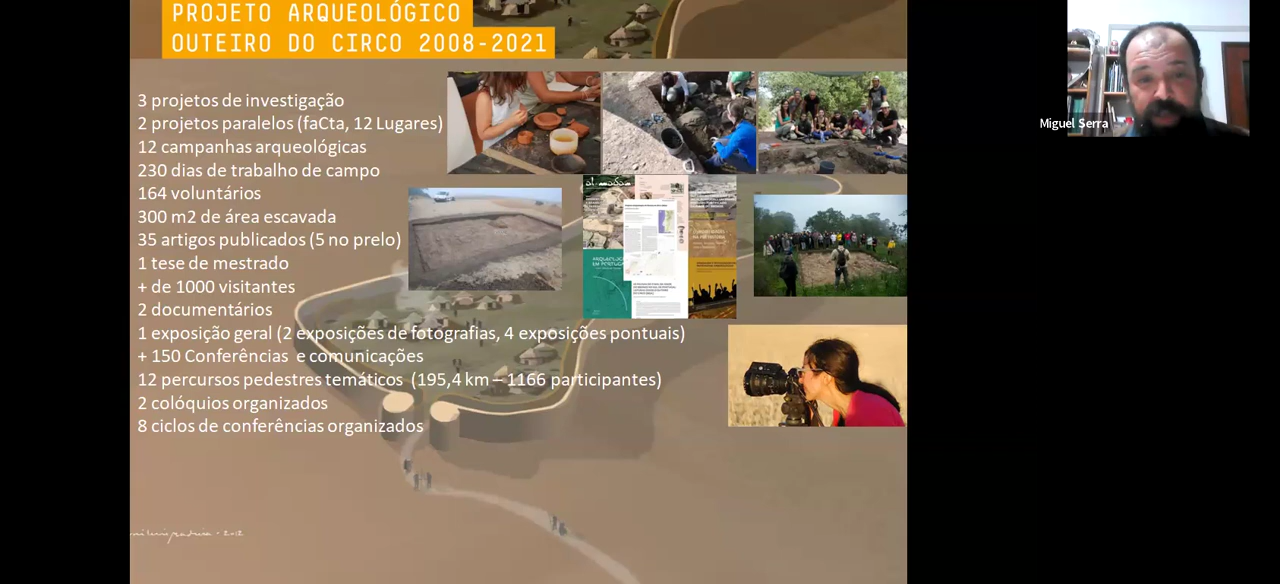 PROJETO ARQUEOLÓGICO
OUTEIRO DO CIRCO 2008-2021
3 projetos de investigação
2 projetos paralelos (faCta, 12 Lugares)
12 campanhas arqueológicas
230 dias de trabalho de campo
164 voluntários
300 m2 de área escavada
35 artigos publicados (5 no prelo)
1 tese de mestrado
+ de 1000 visitantes
2 documentários
1 exposição geral (2 exposições de fotografias, 4 exposições pontuais)
+ 150 Conferências e comunicações
12 percursos pedestres temáticos (195,4 km – 1166 participantes)
2 colóquios organizados
8 ciclos de conferências organizados
Miguel Serra